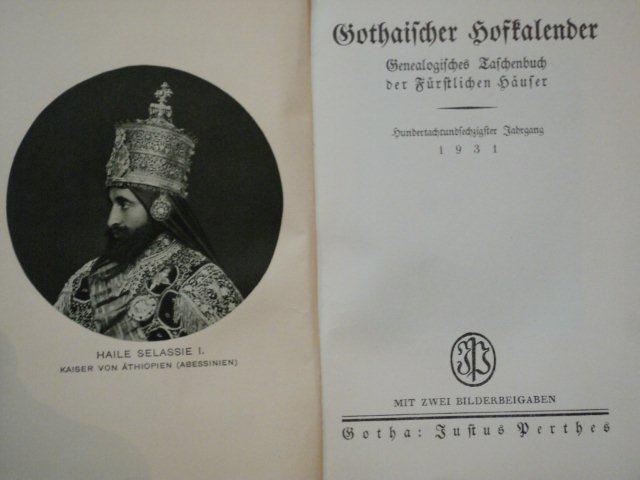 HAILE SELASSIE I.
KAISER VON ÄTHIOPIEN (ABESSINIEN)
Gothaischer Hofkalender
Genealogisches Taschenbuch
der Fürstlichen Häuser
Hundertachtundsechzigster Jahrgang
1931
JP
MIT ZWEI BILDERBEIGABEN
Gotha: Justus Perthes